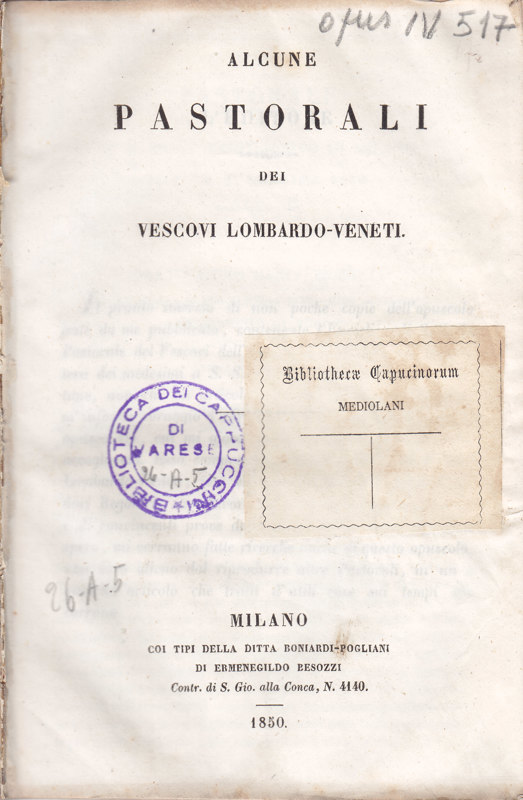 opus IV 517
ALCUNE
PASTORALI
DEI
VESCOVI LOMBARDO-VENETI.
Bibliothecæ Capucinorum
MEDIOLANI
BIBLIOTECA DEI CAPPUCCINI
DI
VARESE
26-A-5
26-A-5
MILANO
COI TIPI DELLA DITTA BONIARDI-POGLIANI
DI ERMENEGILDO BESOZZI
Contr. di S. Gio. alla Conca, N. 4140.
1850.